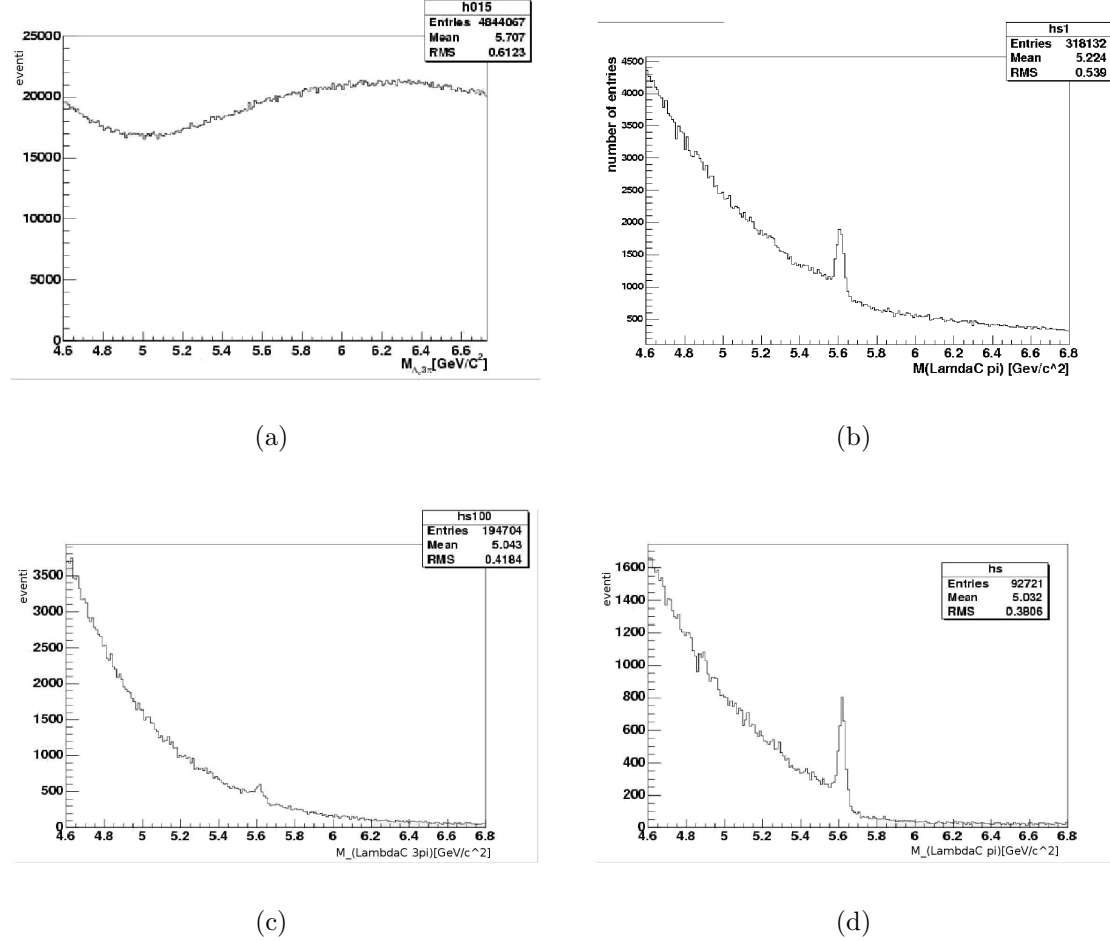 h015
Entries 4844067
Mean 5.707
RMS 0.6123
eventi
25000
20000
15000
10000
5000
0
4.6 4.8 5 5.2 5.4 5.6 5.8 6 6.2 6.4 6.6
M_Λc3π[GeV/C²]
(a)
hs1
Entries 318132
Mean 5.224
RMS 0.539
number of entries
4500
4000
3500
3000
2500
2000
1500
1000
500
4.6 4.8 5 5.2 5.4 5.6 5.8 6 6.2 6.4 6.6 6.8
M(LamdaC pi) [Gev/c^2]
(b)
hs100
Entries 194704
Mean 5.043
RMS 0.4184
eventi
3500
3000
2500
2000
1500
1000
500
0
4.6 4.8 5 5.2 5.4 5.6 5.8 6 6.2 6.4 6.6 6.8
M_(LambdaC 3pi)[GeV/c^2]
(c)
hs
Entries 92721
Mean 5.032
RMS 0.3806
eventi
1600
1400
1200
1000
800
600
400
200
0
4.6 4.8 5 5.2 5.4 5.6 5.8 6 6.2 6.4 6.6 6.8
M_(LambdaC pi)[GeV/c^2]
(d)